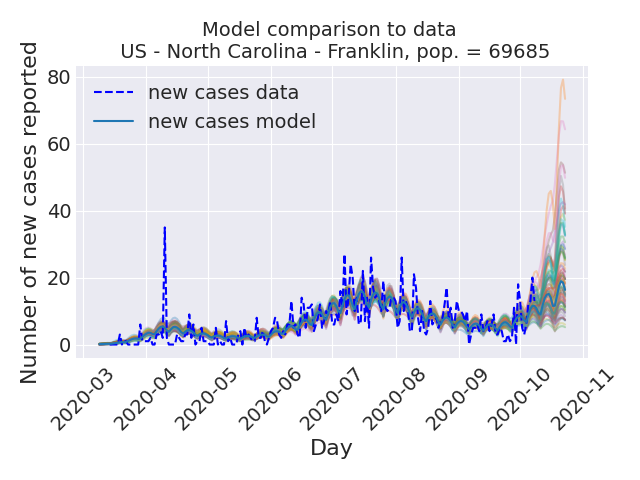 Model comparison to data
US - North Carolina - Franklin, pop. = 69685
Number of new cases reported
80
60
40
20
0
new cases data
new cases model
2020-03
2020-04
2020-05
2020-06
2020-07
2020-08
2020-09
2020-10
2020-11
Day